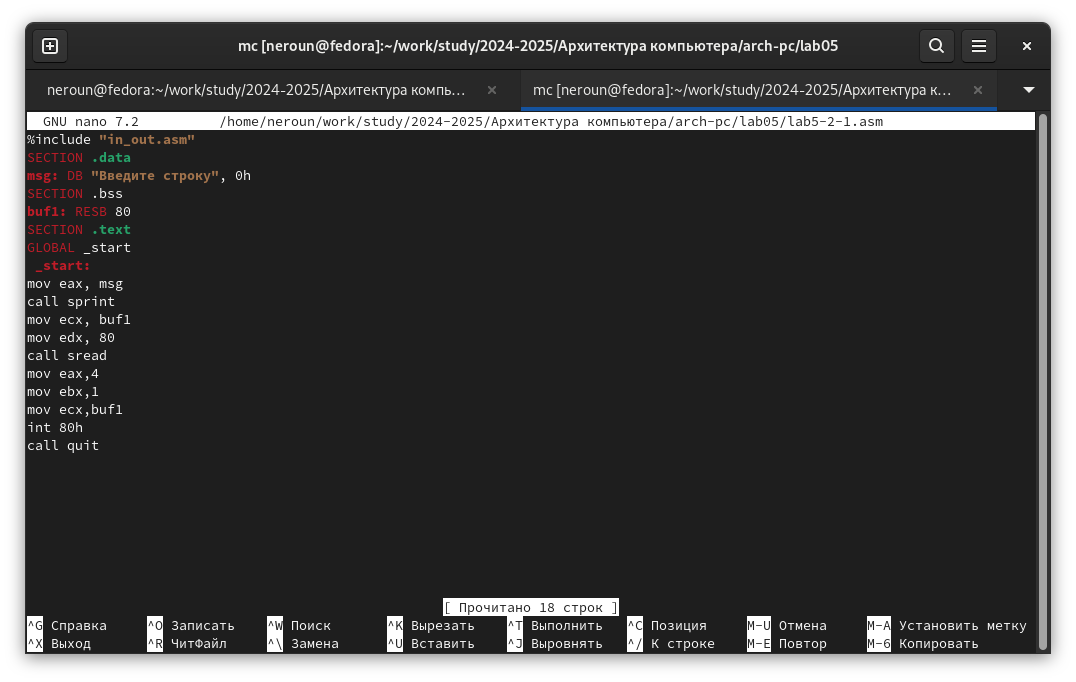 mc [neroun@fedora]:~/work/study/2024-2025/Архитектура компьютера/arch-pc/lab05
neroun@fedora:~/work/study/2024-2025/Архитектура компь...
mc [neroun@fedora]:~/work/study/2024-2025/Архитектура к...
GNU nano 7.2 /home/neroun/work/study/2024-2025/Архитектура компьютера/arch-pc/lab05/lab5-2-1.asm
%include "in_out.asm"
SECTION .data
msg: DB "Введите строку", 0h
SECTION .bss
buf1: RESB 80
SECTION .text
GLOBAL _start
_start:
mov eax, msg
call sprint
mov ecx, buf1
mov edx, 80
call sread
mov eax,4
mov ebx,1
mov ecx,buf1
int 80h
call quit
[ Прочитано 18 строк ]
^G Справка ^O Записать ^W Поиск ^K Вырезать ^T Выполнить ^C Позиция M-U Отмена M-A Установить метку
^X Выход ^R ЧитФайл ^\ Замена ^U Вставить ^J Выровнять ^/ К строке M-E Повтор M-6 Копировать